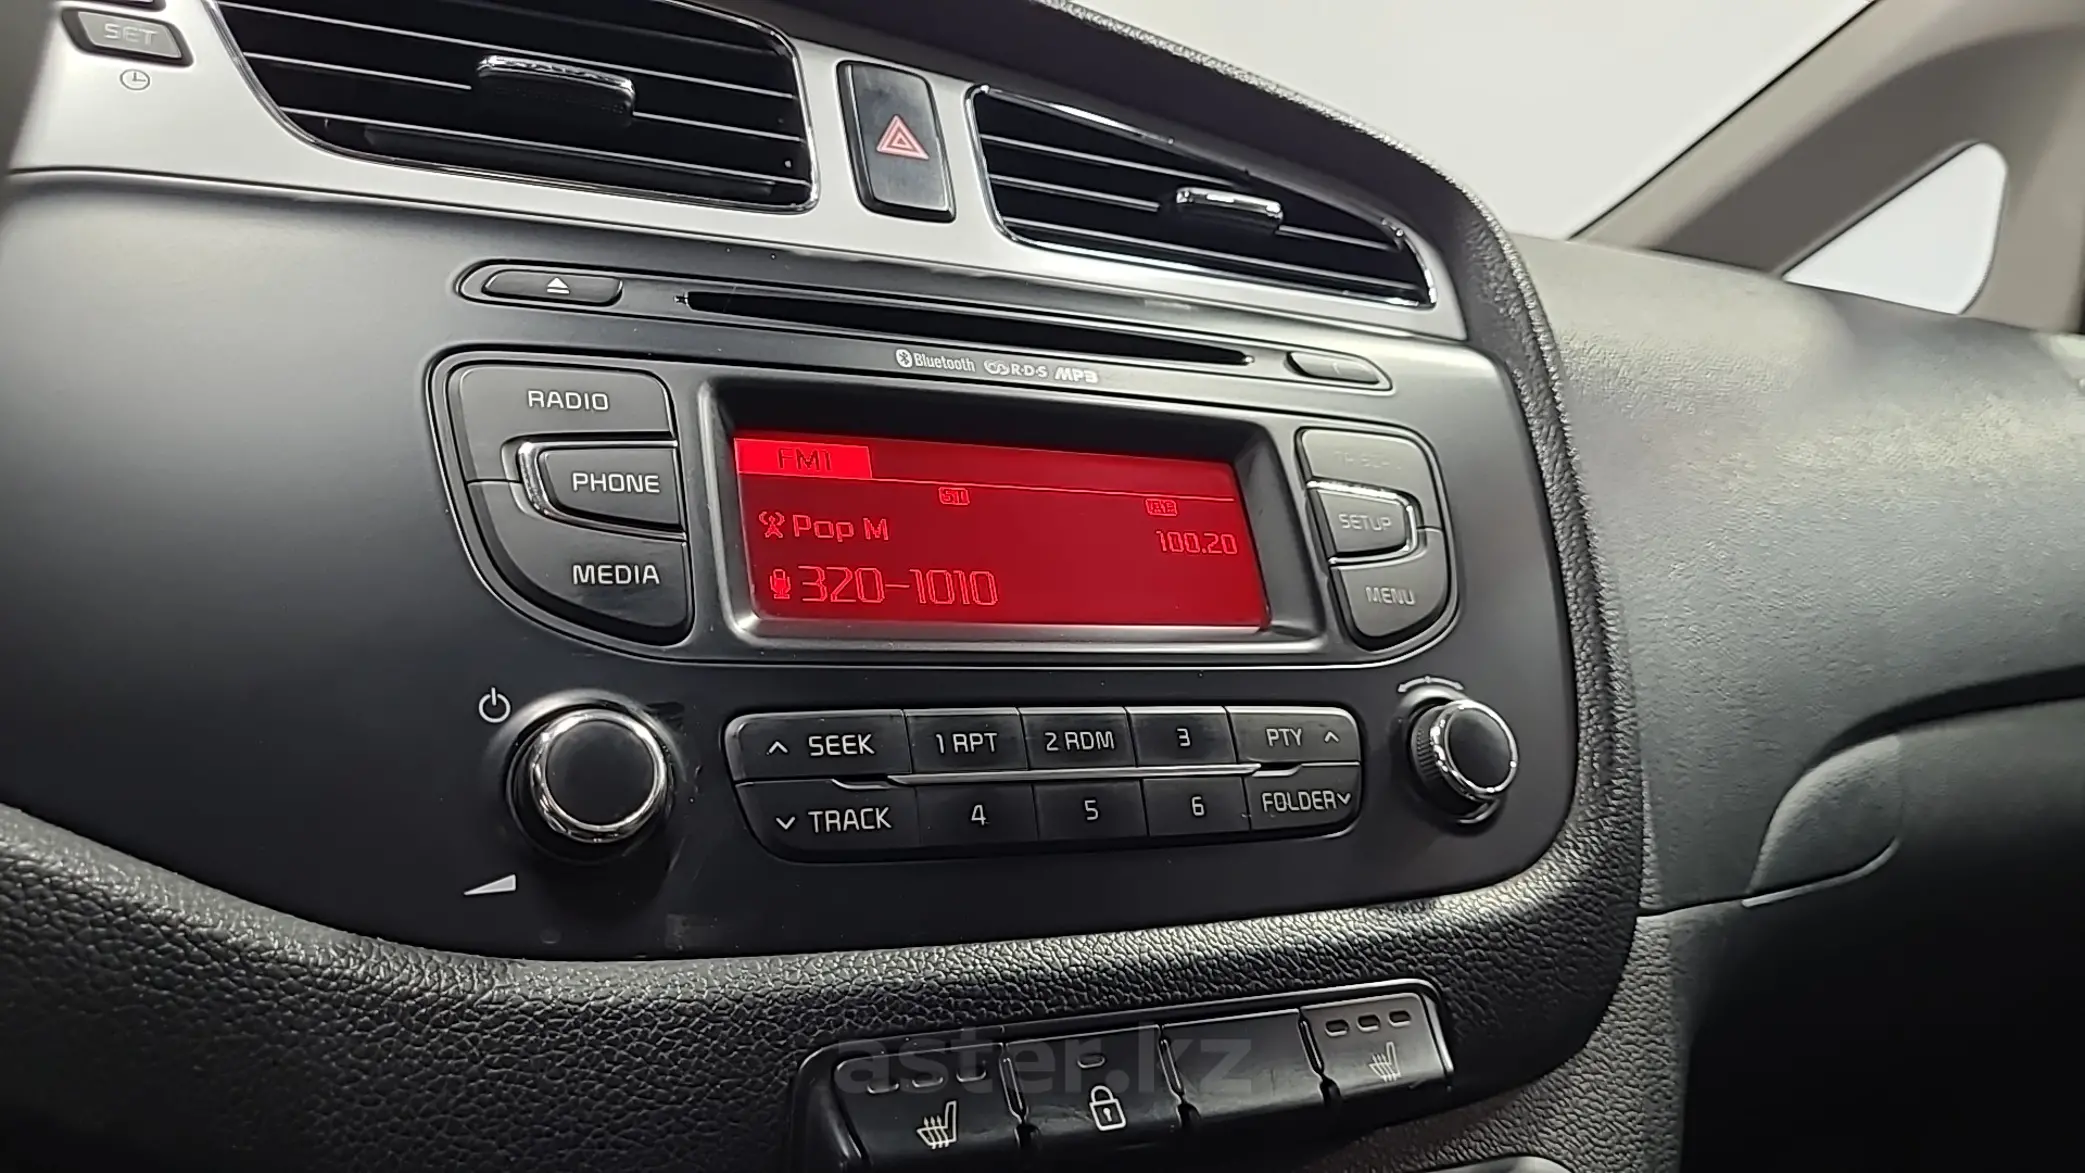 SET
Bluetooth R·D·S MP3
RADIO
PHONE
MEDIA
FM1
ST
Pop M
100.20
320-1010
SETUP
MENU
SEEK
1 RPT
2 RDM
3
PTY
TRACK
4
5
6
FOLDER
aster.kz